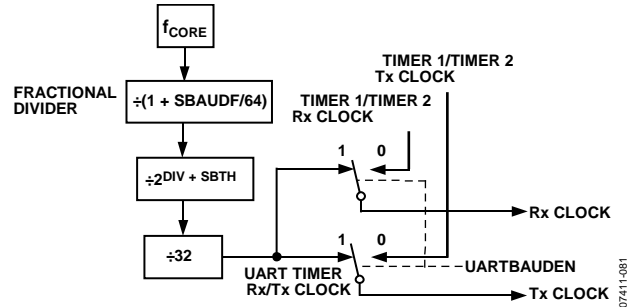 fCORE
FRACTIONAL
DIVIDER
÷(1 + SBAUDF/64)
÷2DIV + SBTH
÷32
TIMER 1/TIMER 2
Tx CLOCK
TIMER 1/TIMER 2
Rx CLOCK
1 0
Rx CLOCK
1 0
UART TIMER
Rx/Tx CLOCK
UARTBAUDEN
Tx CLOCK
07411-081